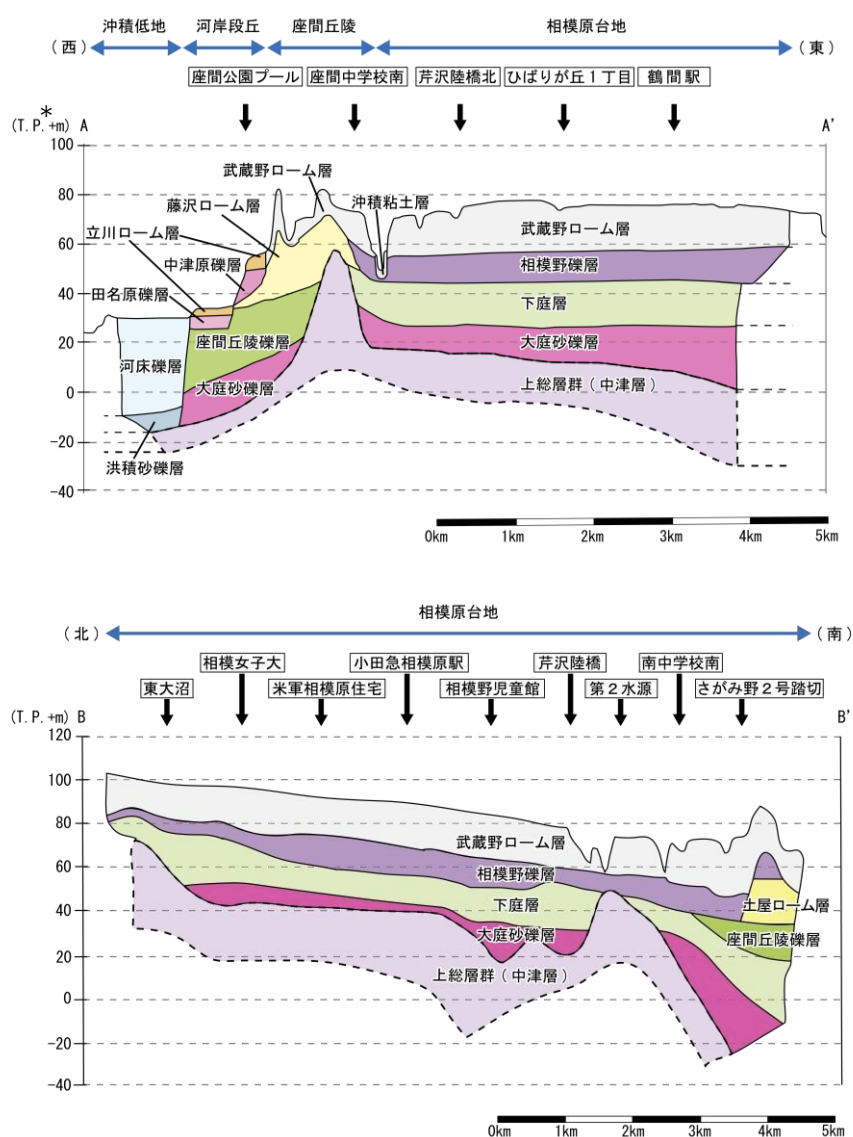 沖積低地 河岸段丘 座間丘陵 相模原台地
(西) (東)
座間公園プール 座間中学校南 芹沢陸橋北 ひばりが丘1丁目 鶴間駅
*
(T.P.+m) A A'
100
武蔵野ローム層
80
藤沢ローム層 沖積粘土層
立川ローム層 武蔵野ローム層
60
中津原礫層 相模野礫層
田名原礫層
40
下庭層
座間丘陵礫層 大庭砂礫層
20
河床礫層
大庭砂礫層 上総層群(中津層)
0
-20
洪積砂礫層
-40
0km 1km 2km 3km 4km 5km
相模原台地
(北) (南)
相模女子大 小田急相模原駅 芹沢陸橋 南中学校南
東大沼 米軍相模原住宅 相模野児童館 第2水源 さがみ野2号踏切
(T.P.+m) B B'
120
100
80
武蔵野ローム層
60
相模野礫層
下庭層 土屋ローム層
40
大庭砂礫層 座間丘陵礫層
20
上総層群(中津層)
0
-20
-40
0km 1km 2km 3km 4km 5km